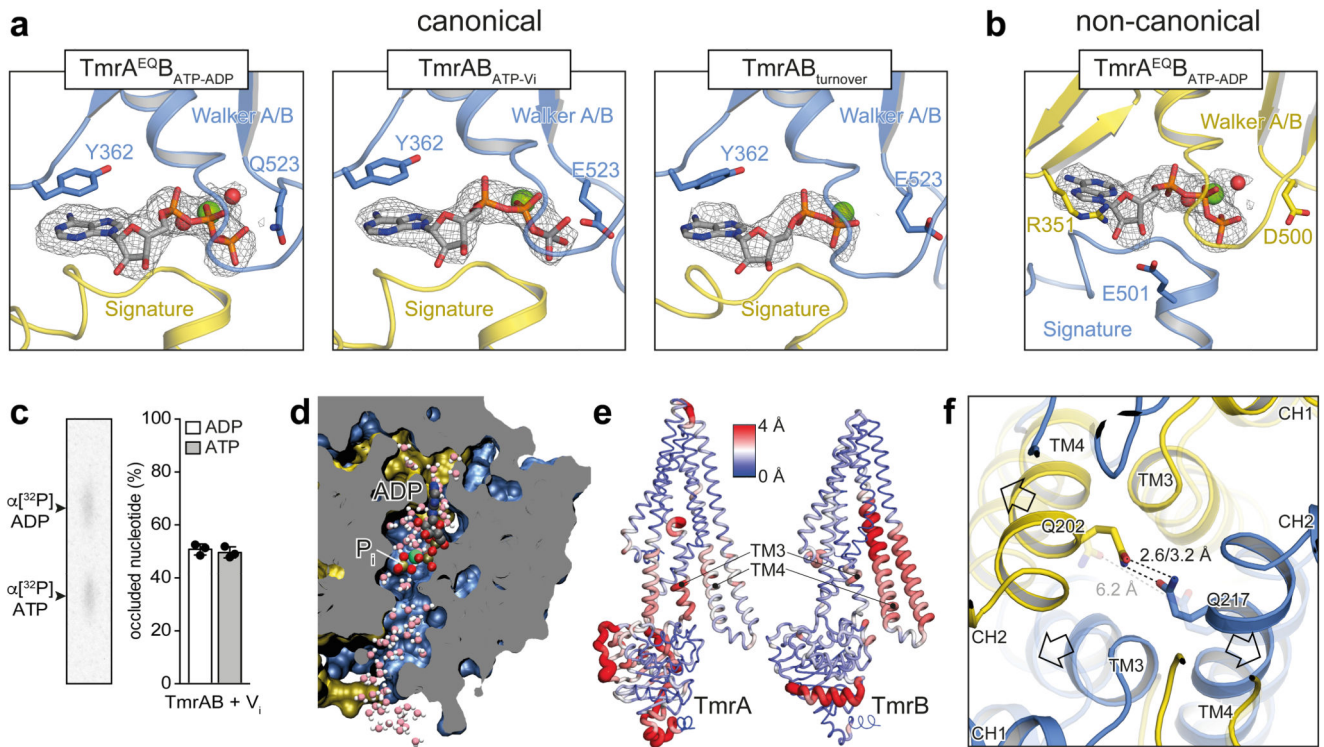 a
canonical
b
non-canonical
TmrA^EQB_ATP-ADP
TmrAB_ATP-Vi
TmrAB_turnover
TmrA^EQB_ATP-ADP
Walker A/B
Y362
Q523
Signature
Walker A/B
Y362
E523
Signature
Walker A/B
Y362
E523
Signature
Walker A/B
R351
D500
E501
Signature
c
α[³²P]
ADP
α[³²P]
ATP
occluded nucleotide (%)
100
80
60
40
20
0
ADP
ATP
TmrAB + V_i
d
ADP
P_i
e
4 Å
0 Å
TM3
TM4
TmrA
TmrB
f
CH1
TM4
TM3
CH2
Q202
2.6/3.2 Å
6.2 Å
Q217
CH2
TM3
TM4
CH1